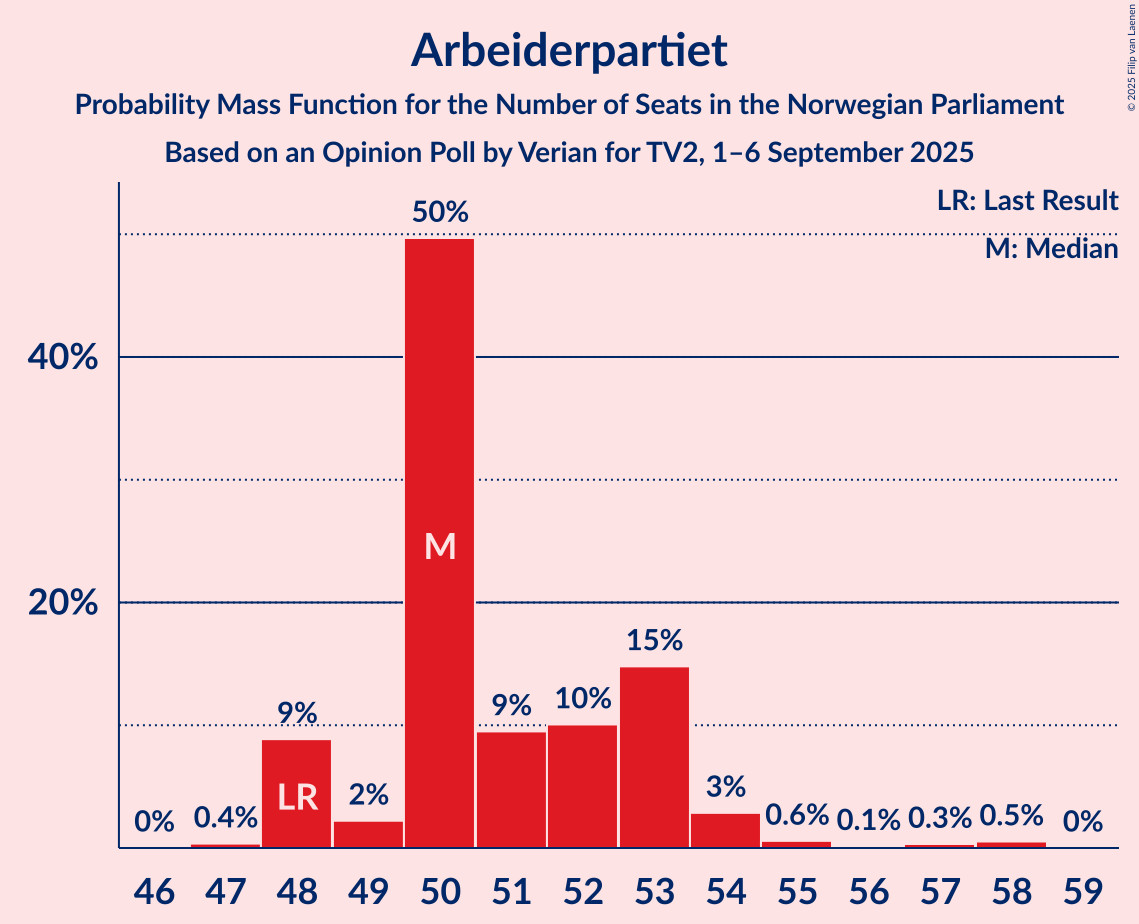 Arbeiderpartiet
Probability Mass Function for the Number of Seats in the Norwegian Parliament
Based on an Opinion Poll by Verian for TV2, 1–6 September 2025
© 2025 Filip van Laenen
LR: Last Result
M: Median
40%
20%
0%
0.4%
9%
2%
50%
9%
10%
15%
3%
0.6%
0.1%
0.3%
0.5%
0%
LR
M
46 47 48 49 50 51 52 53 54 55 56 57 58 59